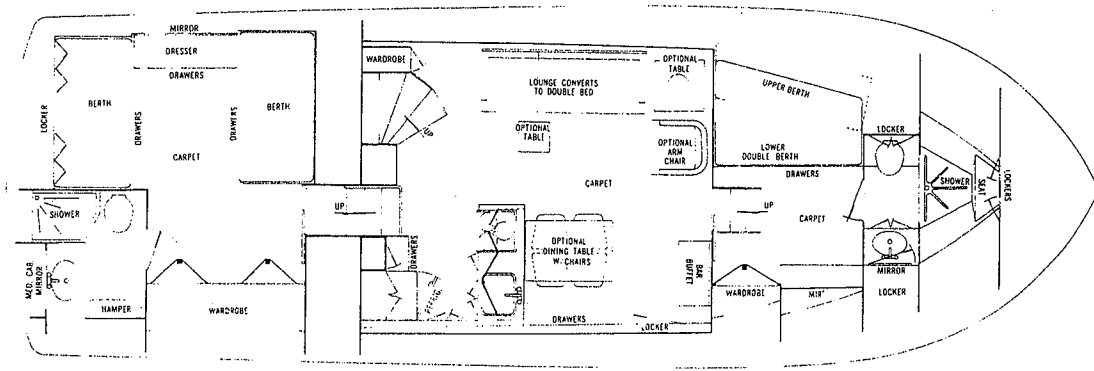 MIRROR
DRESSER
DRAWERS
LOCKER
BERTH
DRAWERS
DRAWERS
BERTH
CARPET
SHOWER
MED. CAB.
MIRROR
HAMPER
WARDROBE
WARDROBE
UP
UP
LOUNGE CONVERTS
TO DOUBLE BED
OPTIONAL
TABLE
OPTIONAL
TABLE
OPTIONAL
ARM
CHAIR
CARPET
DRAWERS
OPTIONAL
DINING TABLE
W. CHAIRS
DRAWERS
LOCKER
BAR
BUFFET
UPPER BERTH
LOWER
DOUBLE BERTH
DRAWERS
UP
CARPET
WARDROBE
MIR
LOCKER
SHOWER
SEAT
LOCKERS
MIRROR
LOCKER